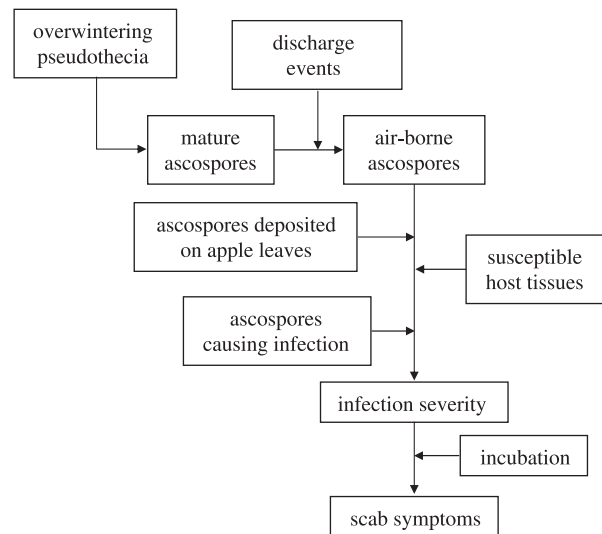 overwintering
pseudothecia
discharge
events
mature
ascospores
air-borne
ascospores
ascospores deposited
on apple leaves
susceptible
host tissues
ascospores
causing infection
infection severity
incubation
scab symptoms